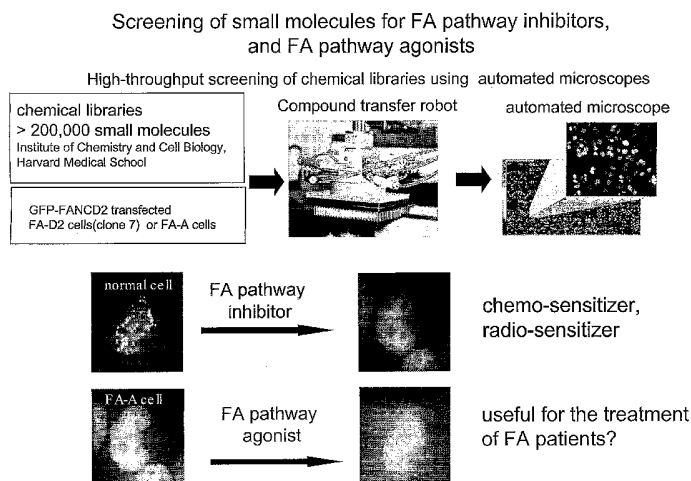 Screening of small molecules for FA pathway inhibitors,
and FA pathway agonists
High-throughput screening of chemical libraries using automated microscopes
chemical libraries
> 200,000 small molecules
Institute of Chemistry and Cell Biology,
Harvard Medical School
GFP-FANCD2 transfected
FA-D2 cells(clone 7) or FA-A cells
Compound transfer robot
automated microscope
normal cell
FA pathway
inhibitor
chemo-sensitizer,
radio-sensitizer
FA-A cell
FA pathway
agonist
useful for the treatment
of FA patients?